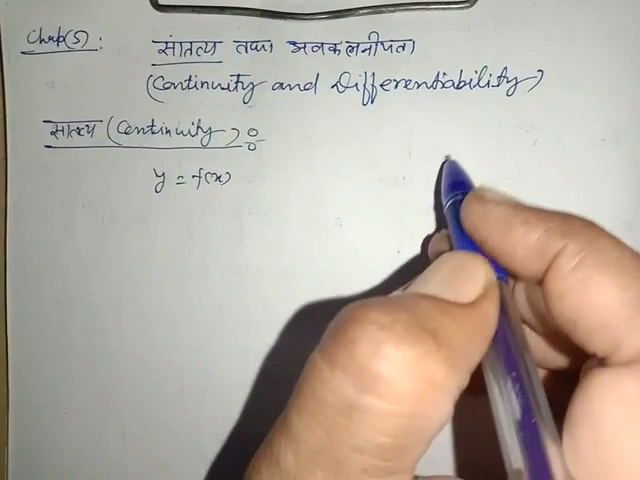 Chap(5): सांतत्य तथा अवकलनीयता
(Continuity and Differentiability)
सातत्य (Continuity) :-
y = f(x)